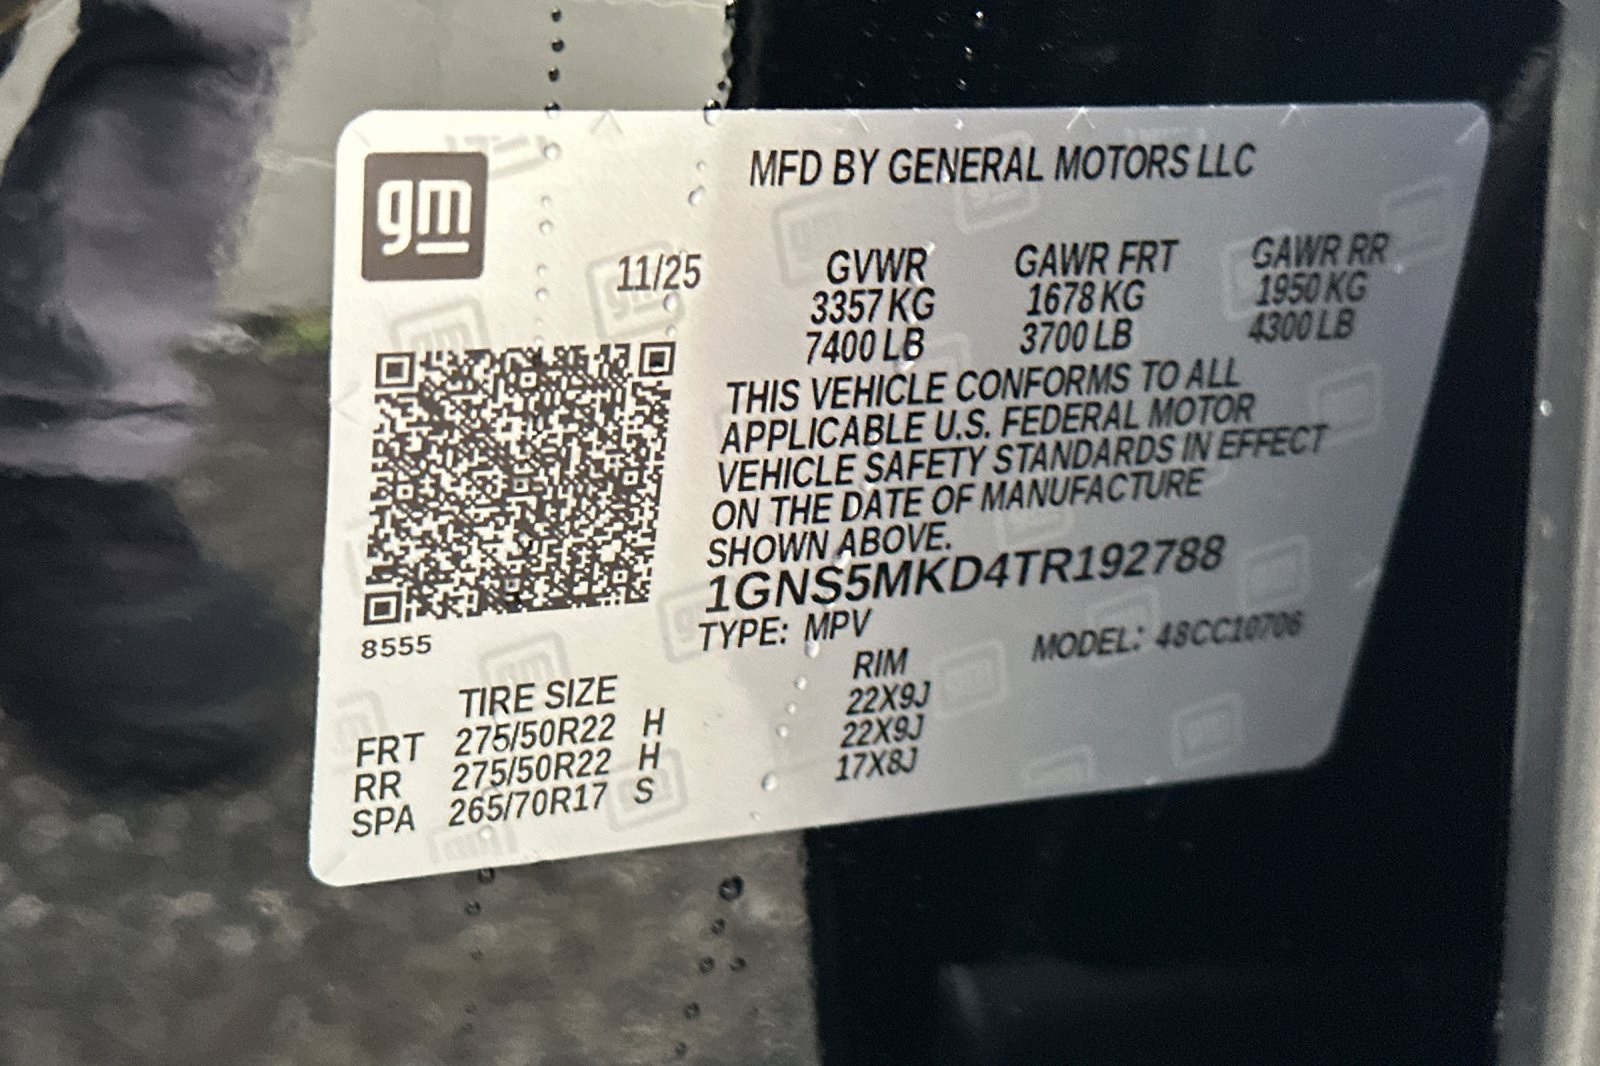 gm
MFD BY GENERAL MOTORS LLC
11/25
GVWR GAWR FRT GAWR RR
3357 KG 1678 KG 1950 KG
7400 LB 3700 LB 4300 LB
THIS VEHICLE CONFORMS TO ALL
APPLICABLE U.S. FEDERAL MOTOR
VEHICLE SAFETY STANDARDS IN EFFECT
ON THE DATE OF MANUFACTURE
SHOWN ABOVE.
1GNS5MKD4TR192788
TYPE: MPV MODEL: 48CC10706
8555
TIRE SIZE RIM
FRT 275/50R22 H 22X9J
RR 275/50R22 H 22X9J
SPA 265/70R17 S 17X8J